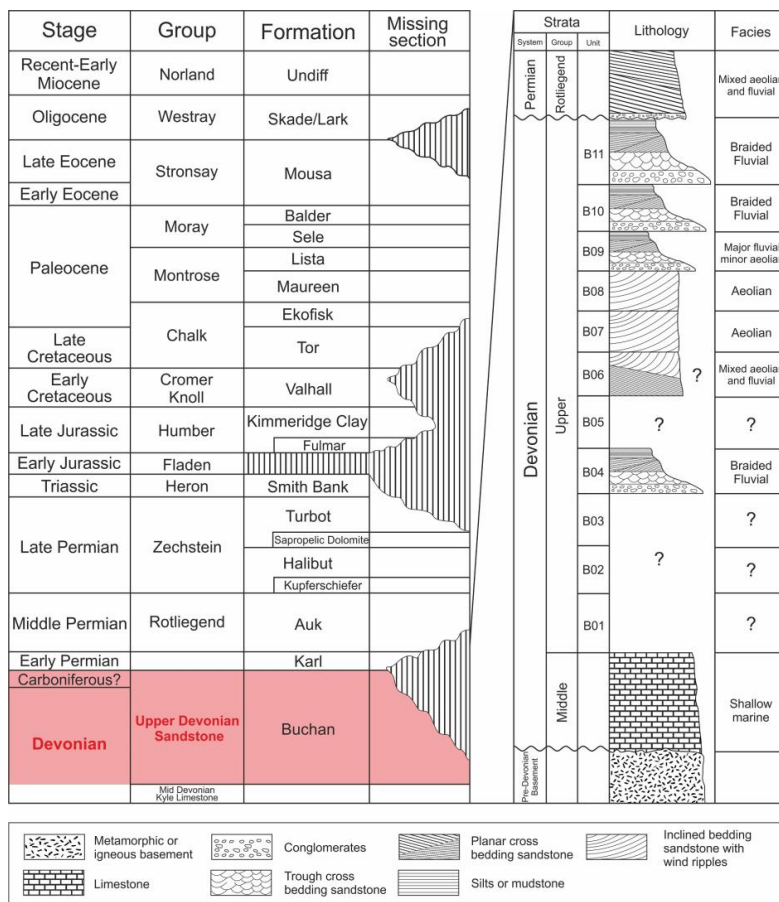 Stage
Group
Formation
Missing
section
Recent-Early
Miocene
Norland
Undiff
Oligocene
Westray
Skade/Lark
Late Eocene
Early Eocene
Stronsay
Mousa
Paleocene
Moray
Balder
Sele
Montrose
Lista
Maureen
Chalk
Ekofisk
Late
Cretaceous
Tor
Early
Cretaceous
Cromer
Knoll
Valhall
Late Jurassic
Humber
Kimmeridge Clay
Fulmar
Early Jurassic
Fladen
Triassic
Heron
Smith Bank
Late Permian
Zechstein
Turbot
Sapropelic Dolomite
Halibut
Kupferschiefer
Middle Permian
Rotliegend
Auk
Early Permian
Karl
Carboniferous?
Devonian
Upper Devonian
Sandstone
Buchan
Mid Devonian
Kyle Limestone
Strata
Lithology
Facies
System
Group
Unit
Permian
Rotliegend
Mixed aeolian
and fluvial
Devonian
Upper
B11
Braided
Fluvial
B10
Braided
Fluvial
B09
Major fluvial
minor aeolian
B08
Aeolian
B07
Aeolian
B06
?
Mixed aeolian
and fluvial
B05
?
?
B04
Braided
Fluvial
B03
?
B02
?
?
B01
?
Middle
Shallow
marine
Pre-Devonian
Basement
Metamorphic or
igneous basement
Conglomerates
Planar cross
bedding sandstone
Inclined bedding
sandstone with
wind ripples
Limestone
Trough cross
bedding sandstone
Silts or mudstone